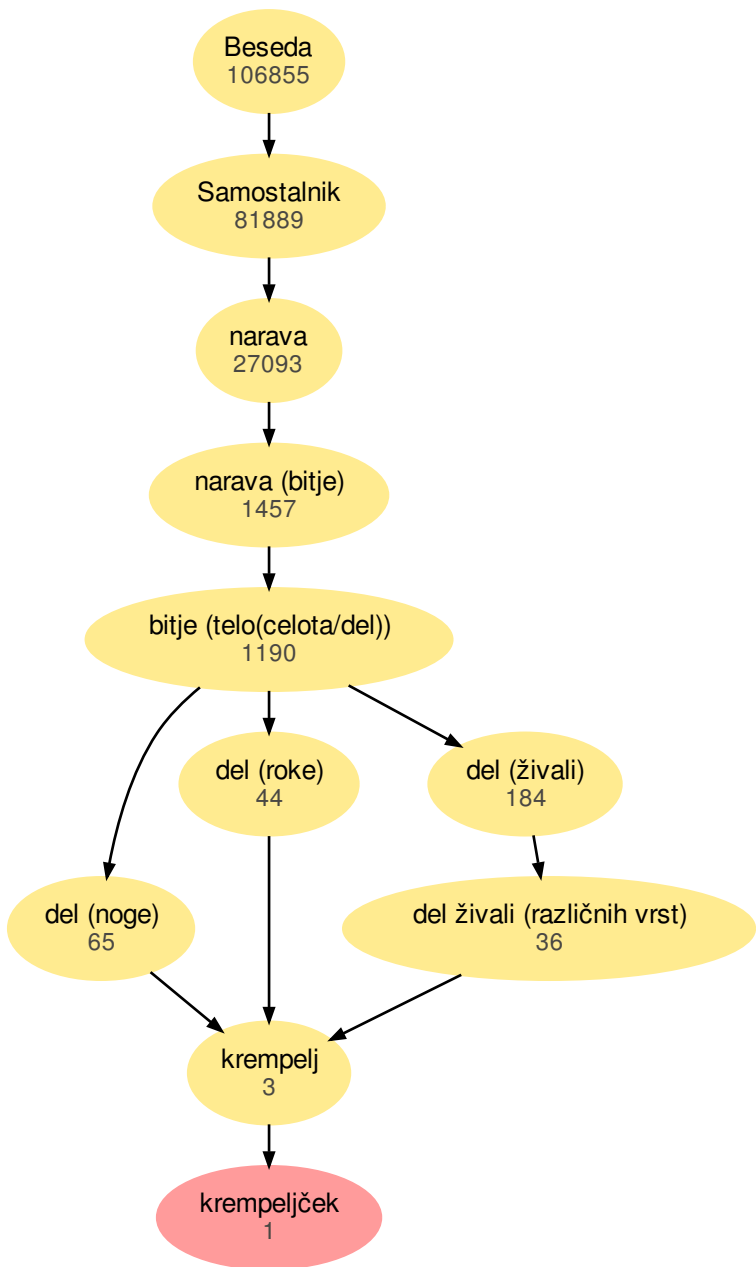 Beseda
106855
Samostalnik
81889
narava
27093
narava (bitje)
1457
bitje (telo(celota/del))
1190
del (roke)
44
del (živali)
184
del (noge)
65
del živali (različnih vrst)
36
krempelj
3
krempeljček
1